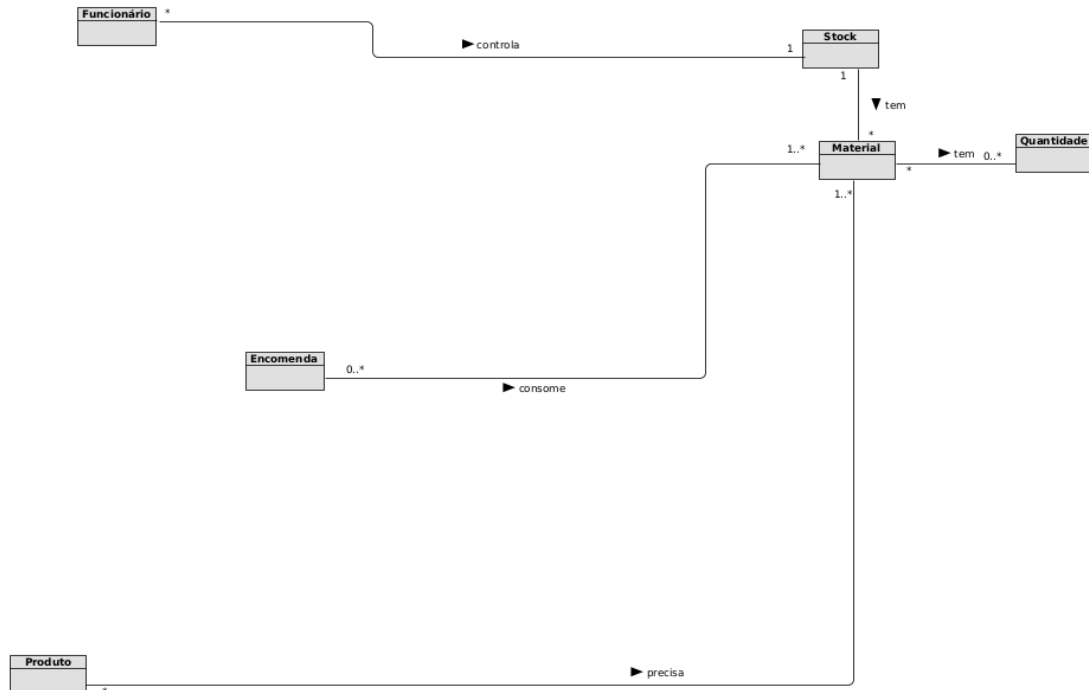 Funcionário
*
controla
1
Stock
1
tem
*
1..*
Material
tem
0..*
Quantidade
*
1..*
Encomenda
0..*
consome
Produto
*
precisa